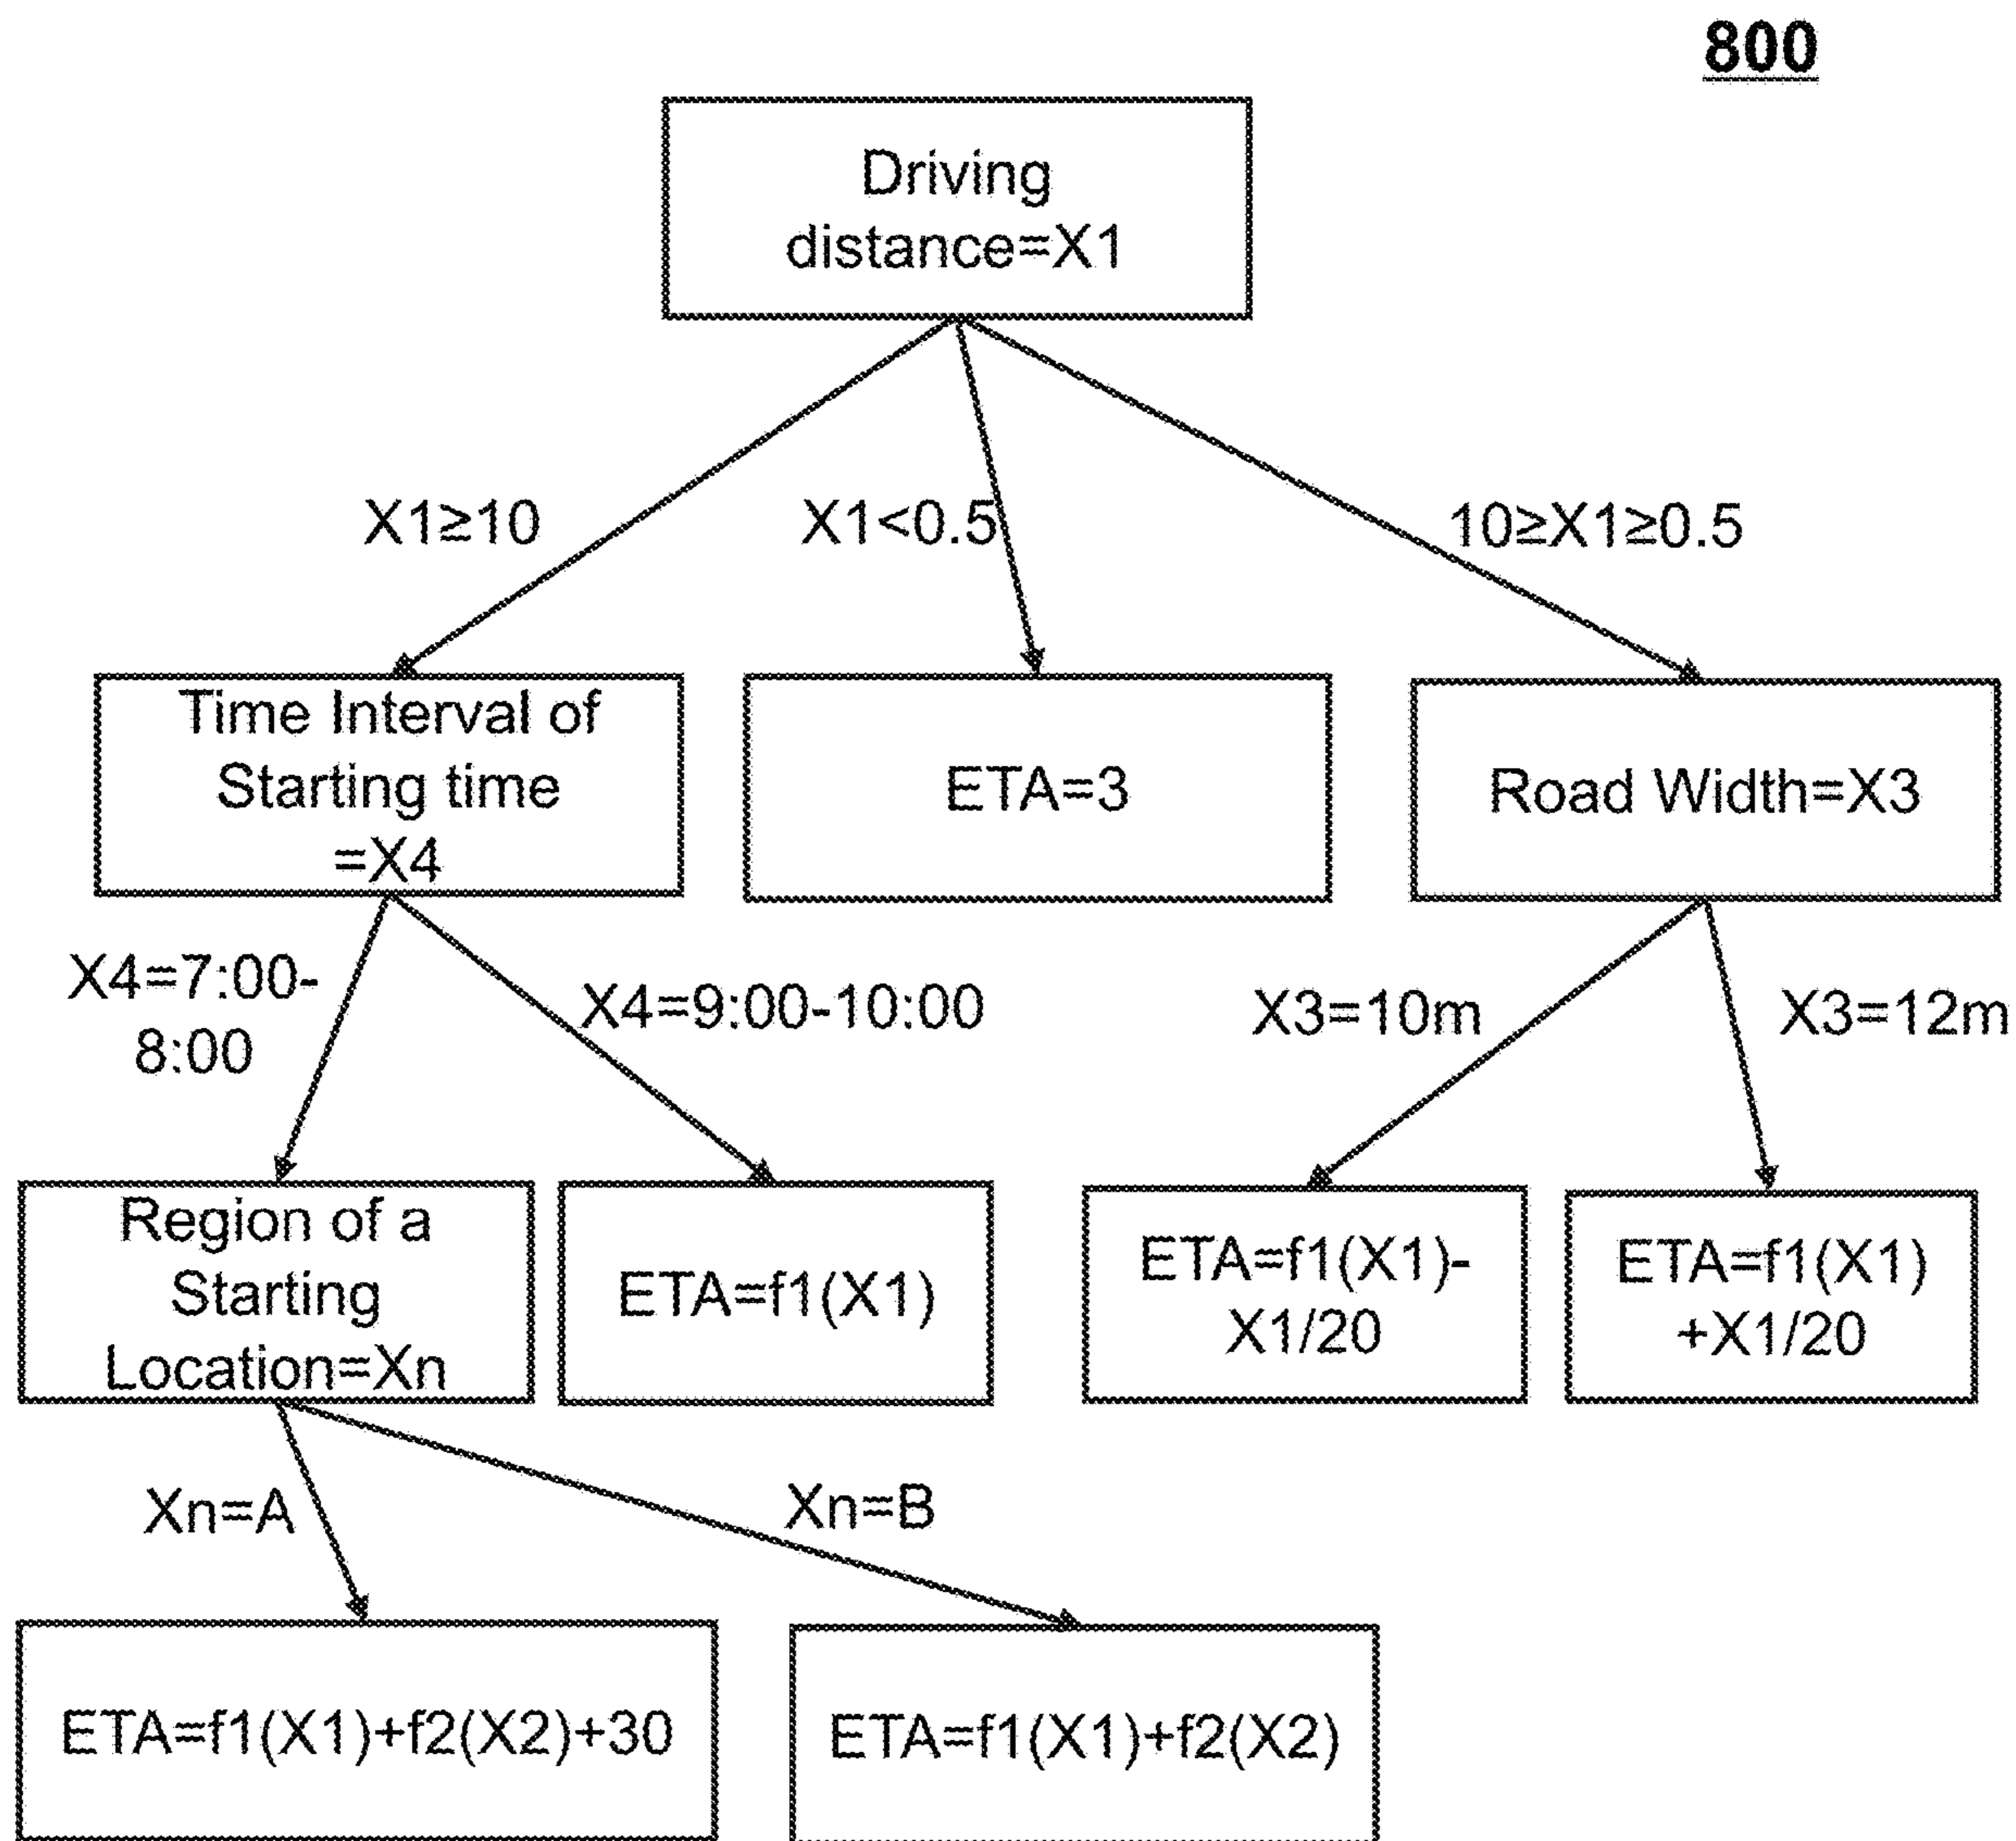 800
Driving
distance=X1
X1≥10
X1<0.5
10≥X1≥0.5
Time Interval of
Starting time
=X4
ETA=3
Road Width=X3
X4=7:00-
8:00
X4=9:00-10:00
X3=10m
X3=12m
Region of a
Starting
Location=Xn
ETA=f1(X1)
ETA=f1(X1)-
X1/20
ETA=f1(X1)
+X1/20
Xn=A
Xn=B
ETA=f1(X1)+f2(X2)+30
ETA=f1(X1)+f2(X2)